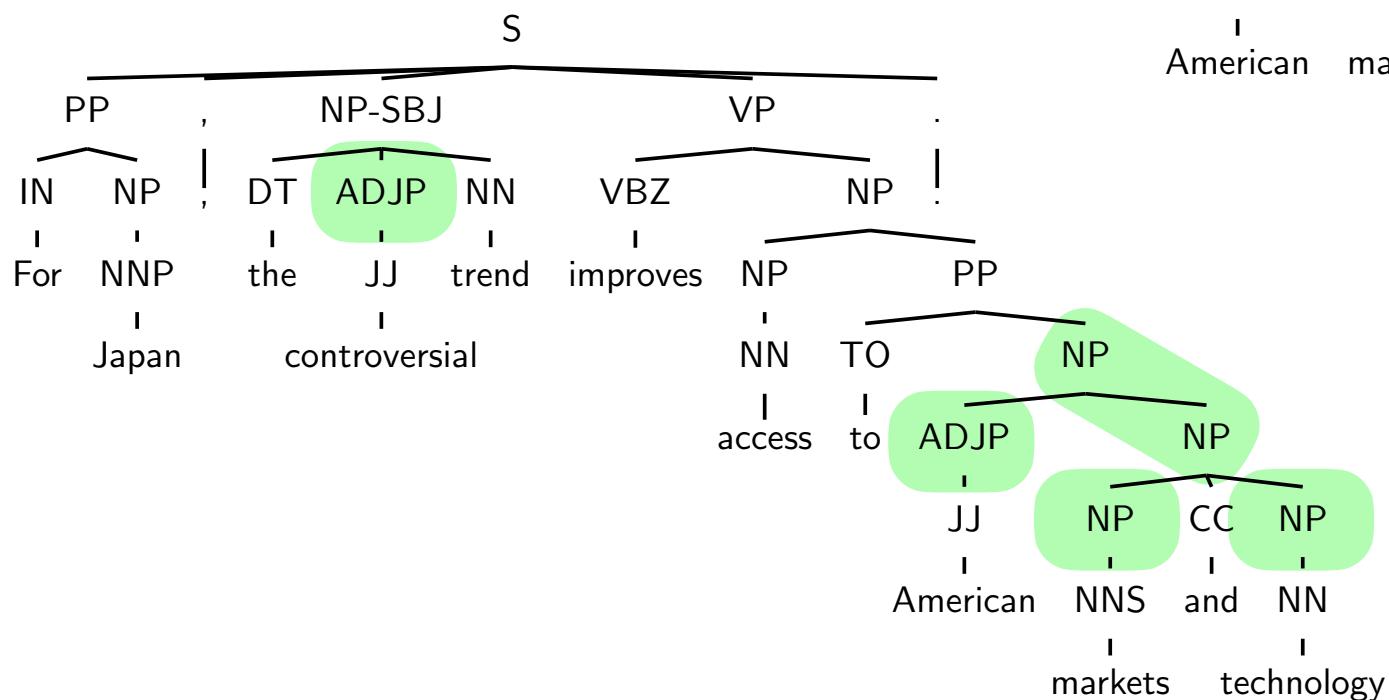 S
American
PP , NP-SBJ VP .
IN NP , DT ADJP NN VBZ NP .
For NNP the JJ trend improves NP PP
Japan controversial NN TO NP
access to ADJP NP
JJ NP CC NP
American NNS and NN
markets technology